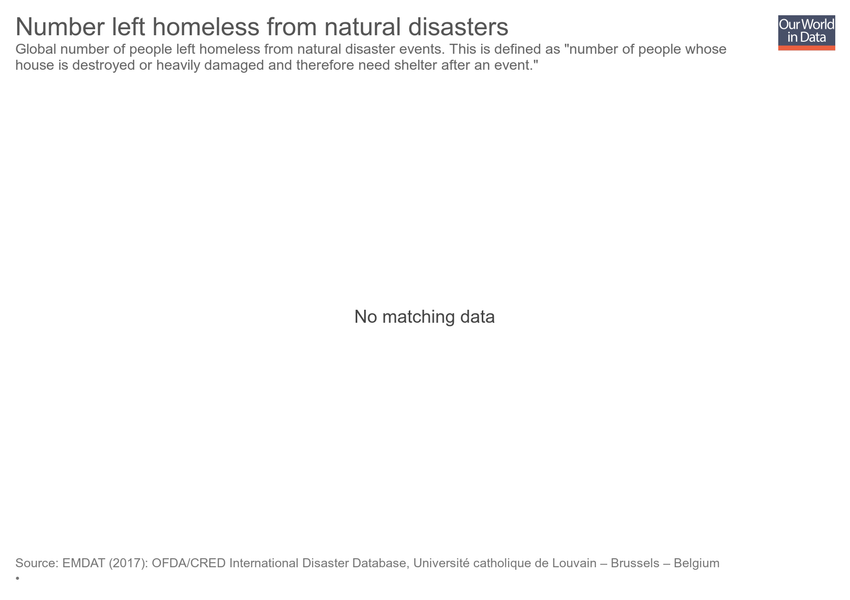 Number left homeless from natural disasters
Global number of people left homeless from natural disaster events. This is defined as "number of people whose
house is destroyed or heavily damaged and therefore need shelter after an event."
Our World
in Data
No matching data
Source: EMDAT (2017): OFDA/CRED International Disaster Database, Université catholique de Louvain – Brussels – Belgium
•